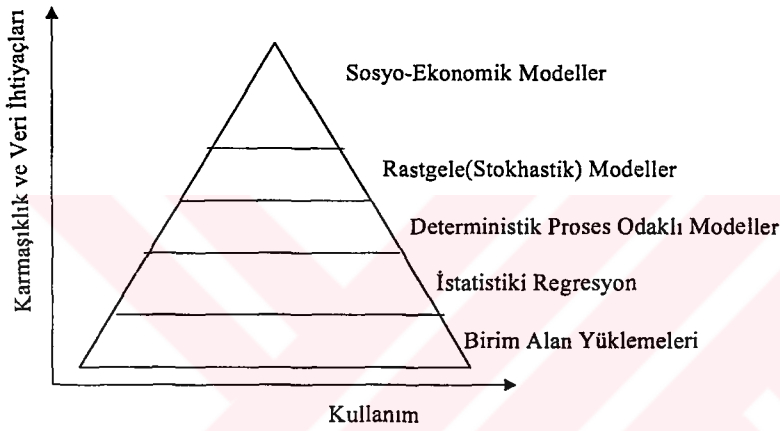 Karmaşıklık ve Veri İhtiyaçları
Sosyo-Ekonomik Modeller
Rastgele(Stokhastik) Modeller
Deterministik Proses Odaklı Modeller
İstatistiki Regresyon
Birim Alan Yüklemeleri
Kullanım